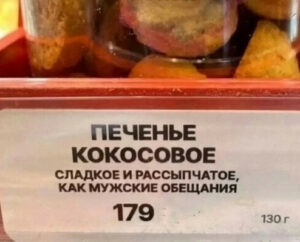 ПЕЧЕНЬЕ
КОКОСОВОЕ
СЛАДКОЕ И РАССЫПЧАТОЕ,
КАК МУЖСКИЕ ОБЕЩАНИЯ
179
130 г